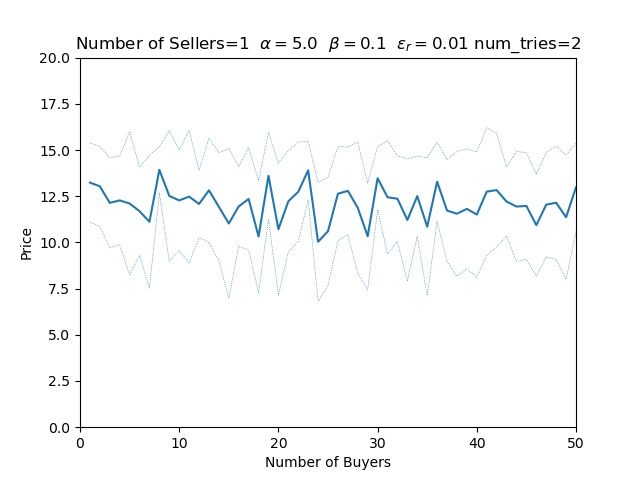 Number of Sellers=1 α = 5.0 β = 0.1 εr = 0.01 num_tries=2
20.0
17.5
15.0
12.5
10.0
7.5
5.0
2.5
0.0
Price
0 10 20 30 40 50
Number of Buyers